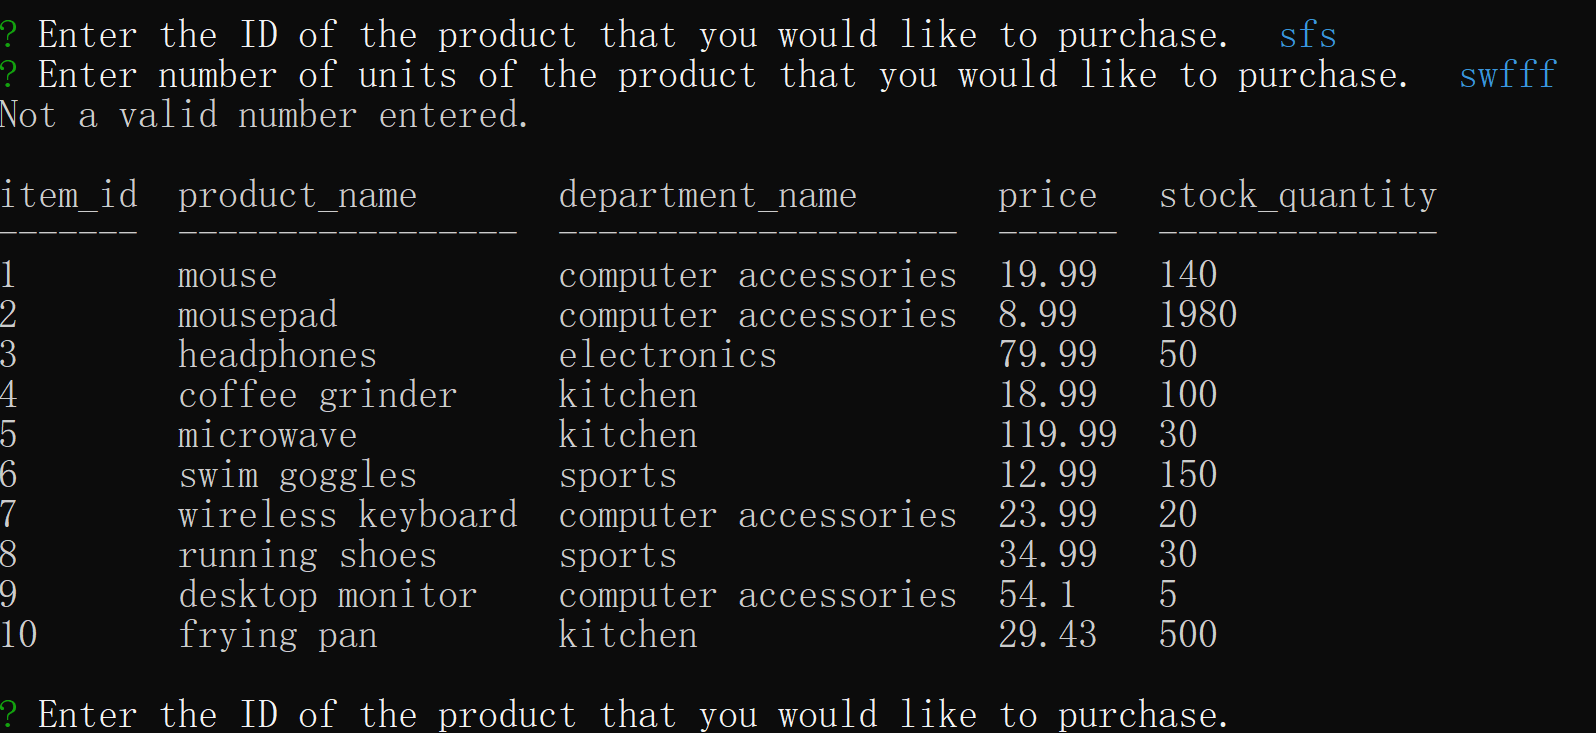 ? Enter the ID of the product that you would like to purchase.  sfs
? Enter number of units of the product that you would like to purchase.  swfff
Not a valid number entered.
item_id  product_name       department_name       price   stock_quantity
-------  -----------------  --------------------  ------  --------------
1        mouse              computer accessories  19.99   140
2        mousepad           computer accessories  8.99    1980
3        headphones         electronics           79.99   50
4        coffee grinder     kitchen               18.99   100
5        microwave          kitchen               119.99  30
6        swim goggles       sports                12.99   150
7        wireless keyboard  computer accessories  23.99   20
8        running shoes      sports                34.99   30
9        desktop monitor    computer accessories  54.1    5
10       frying pan         kitchen               29.43   500
? Enter the ID of the product that you would like to purchase.